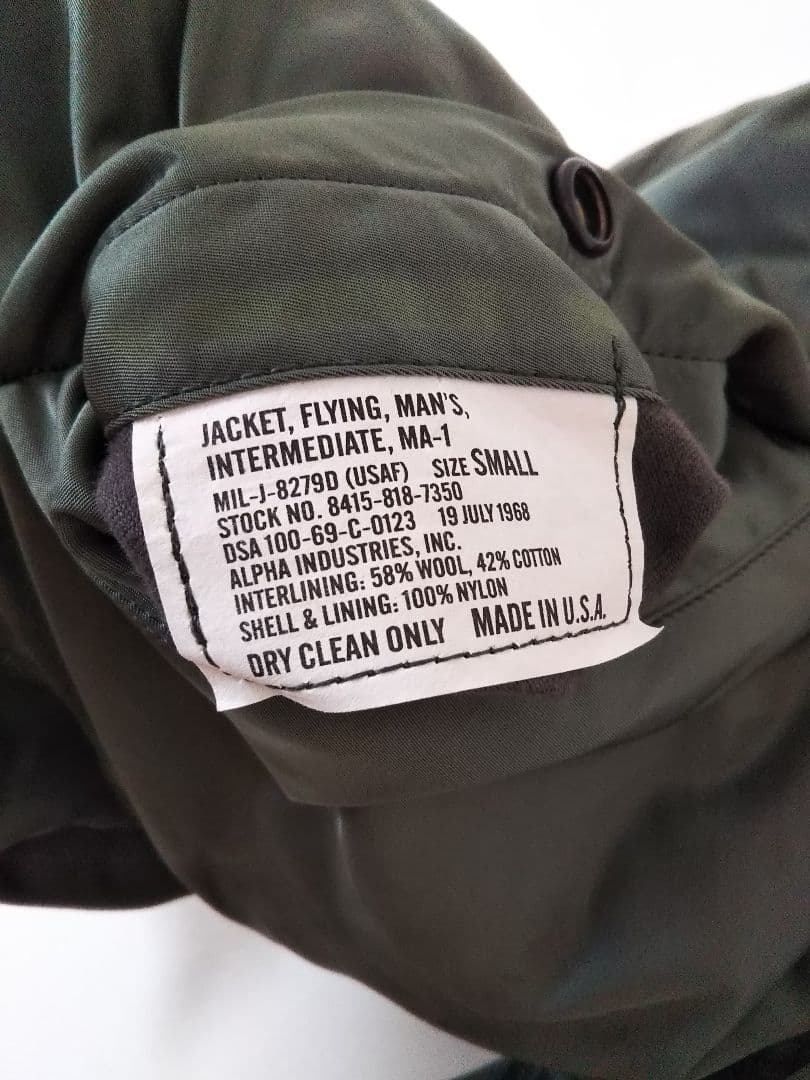 JACKET, FLYING, MAN'S,
INTERMEDIATE, MA-1
MIL-J-8279D (USAF) SIZE SMALL
STOCK NO. 8415-818-7350
DSA 100-69-C-0123 19 JULY 1968
ALPHA INDUSTRIES, INC.
INTERLINING: 58% WOOL, 42% COTTON
SHELL & LINING: 100% NYLON
DRY CLEAN ONLY MADE IN U.S.A.